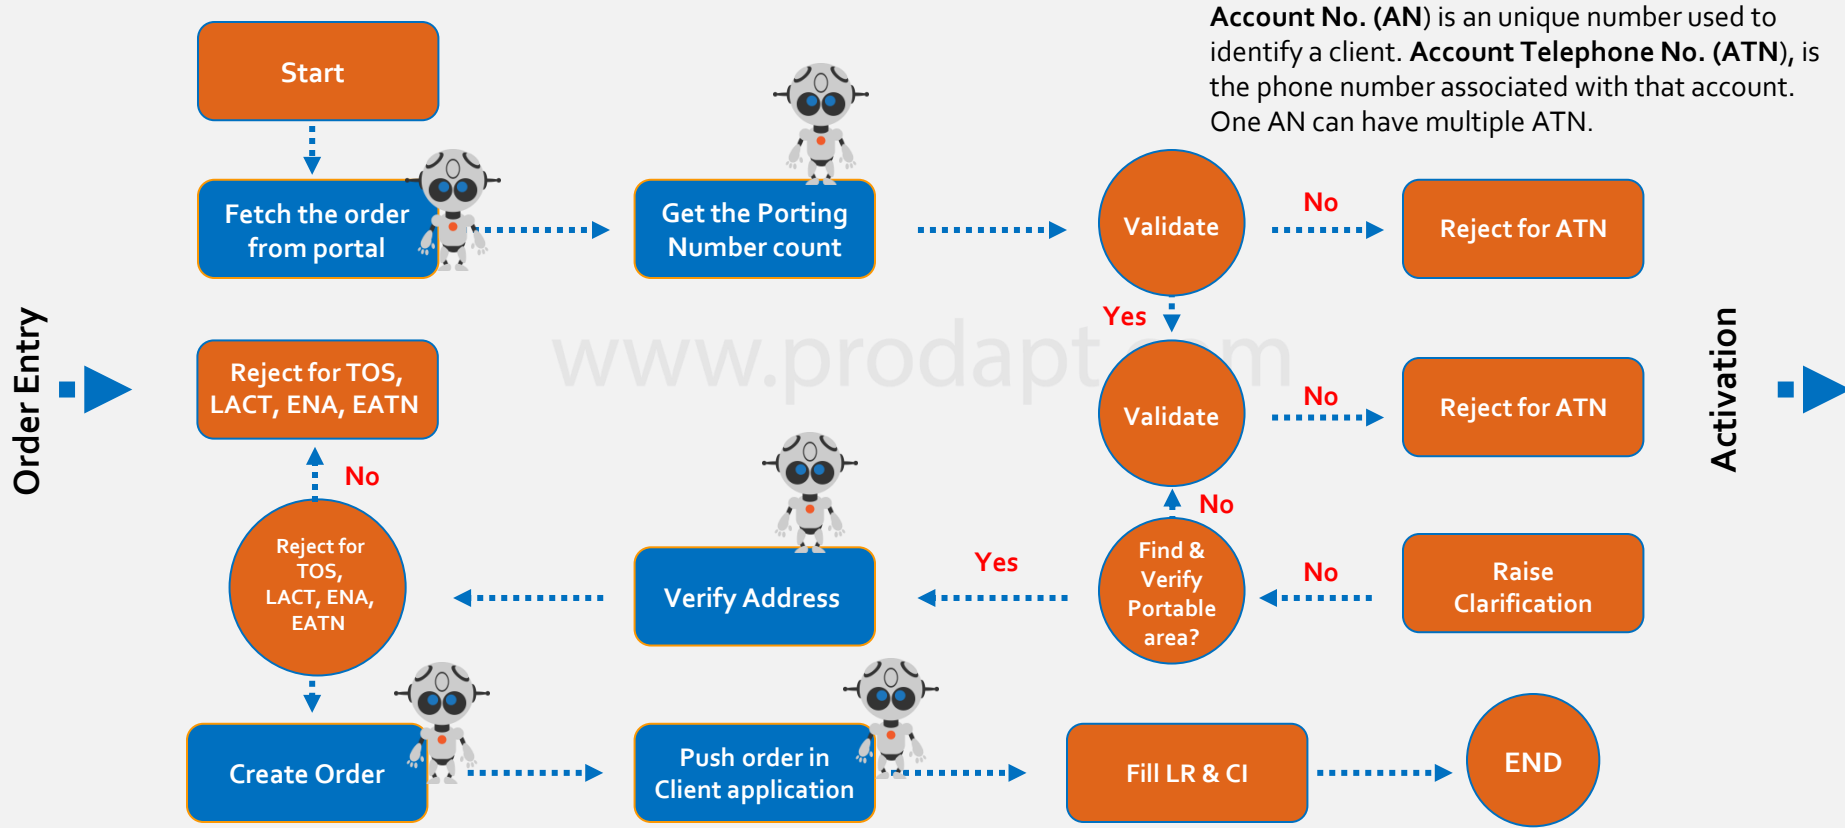 Account No. (AN) is an unique number used to
identify a client. Account Telephone No. (ATN), is
the phone number associated with that account.
One AN can have multiple ATN.
Start
Fetch the order
from portal
Get the Porting
Number count
Validate
No
Reject for ATN
Yes
Order Entry
Reject for TOS,
LACT, ENA, EATN
www.prodapt.com
Validate
No
Reject for ATN
Activation
No
No
Reject for
TOS,
LACT, ENA,
EATN
Verify Address
Yes
Find &
Verify
Portable
area?
No
Raise
Clarification
Create Order
Push order in
Client application
Fill LR & CI
END